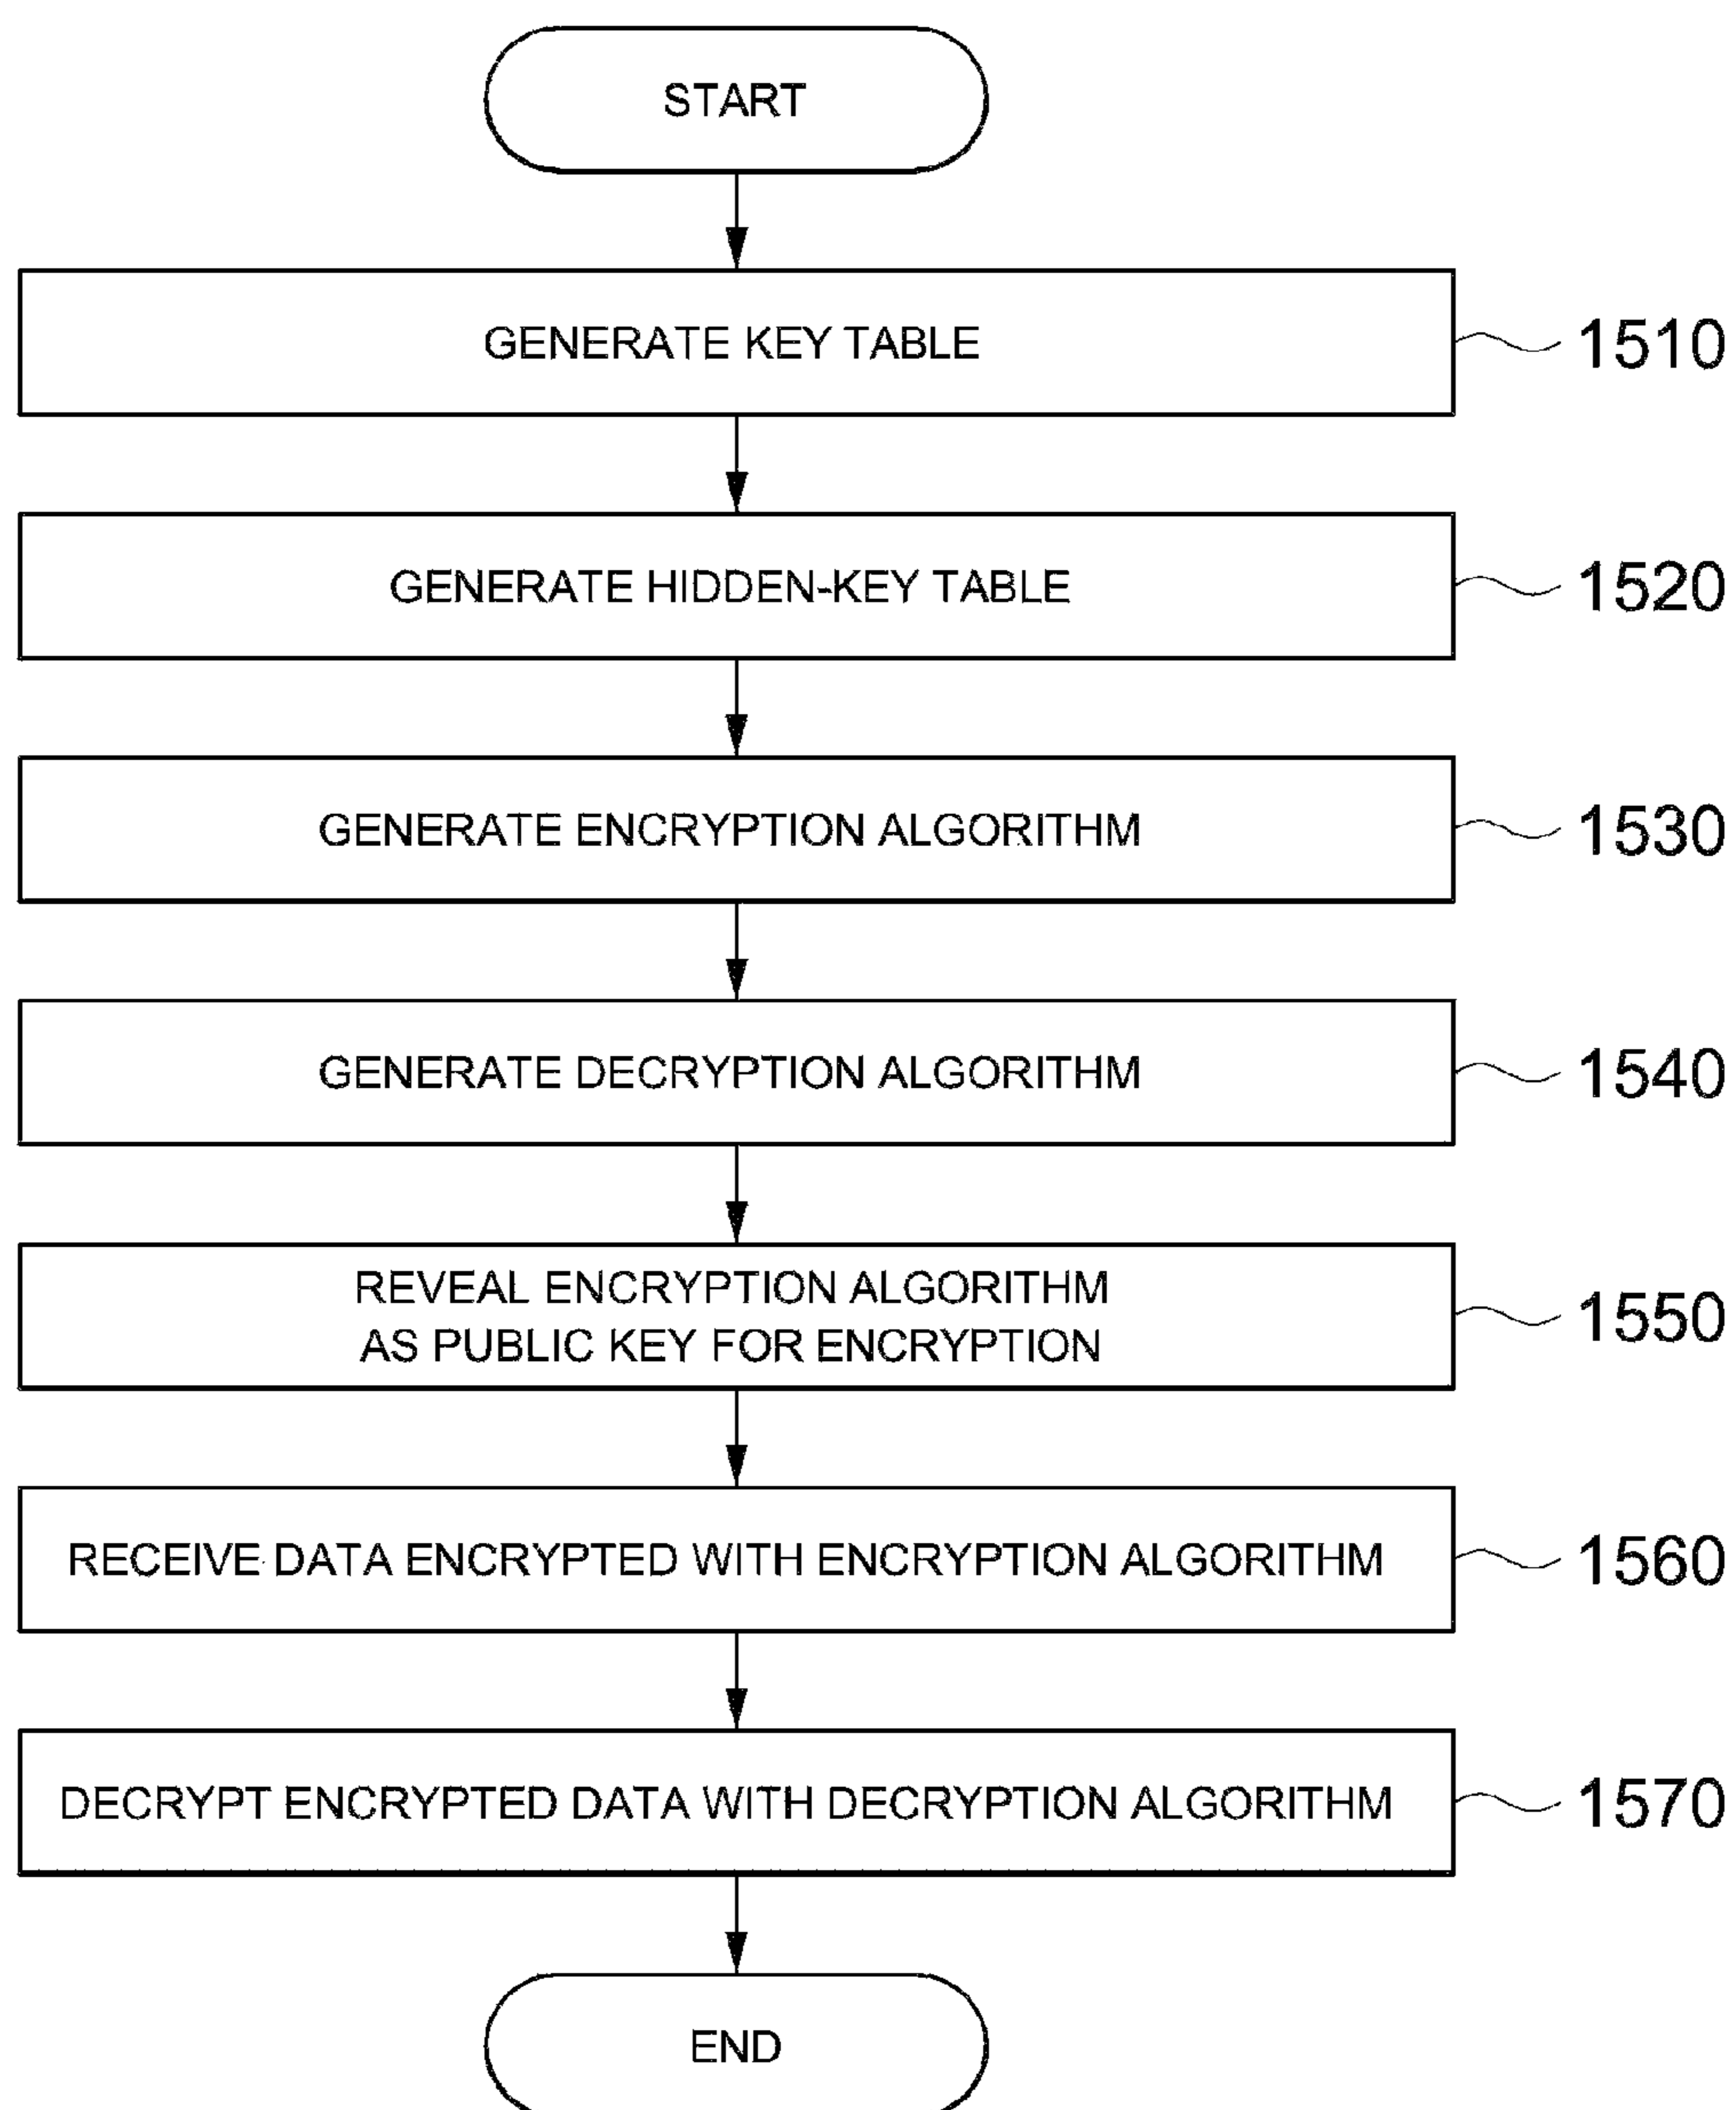 START
GENERATE KEY TABLE
1510
GENERATE HIDDEN-KEY TABLE
1520
GENERATE ENCRYPTION ALGORITHM
1530
GENERATE DECRYPTION ALGORITHM
1540
REVEAL ENCRYPTION ALGORITHM
AS PUBLIC KEY FOR ENCRYPTION
1550
RECEIVE DATA ENCRYPTED WITH ENCRYPTION ALGORITHM
1560
DECRYPT ENCRYPTED DATA WITH DECRYPTION ALGORITHM
1570
END